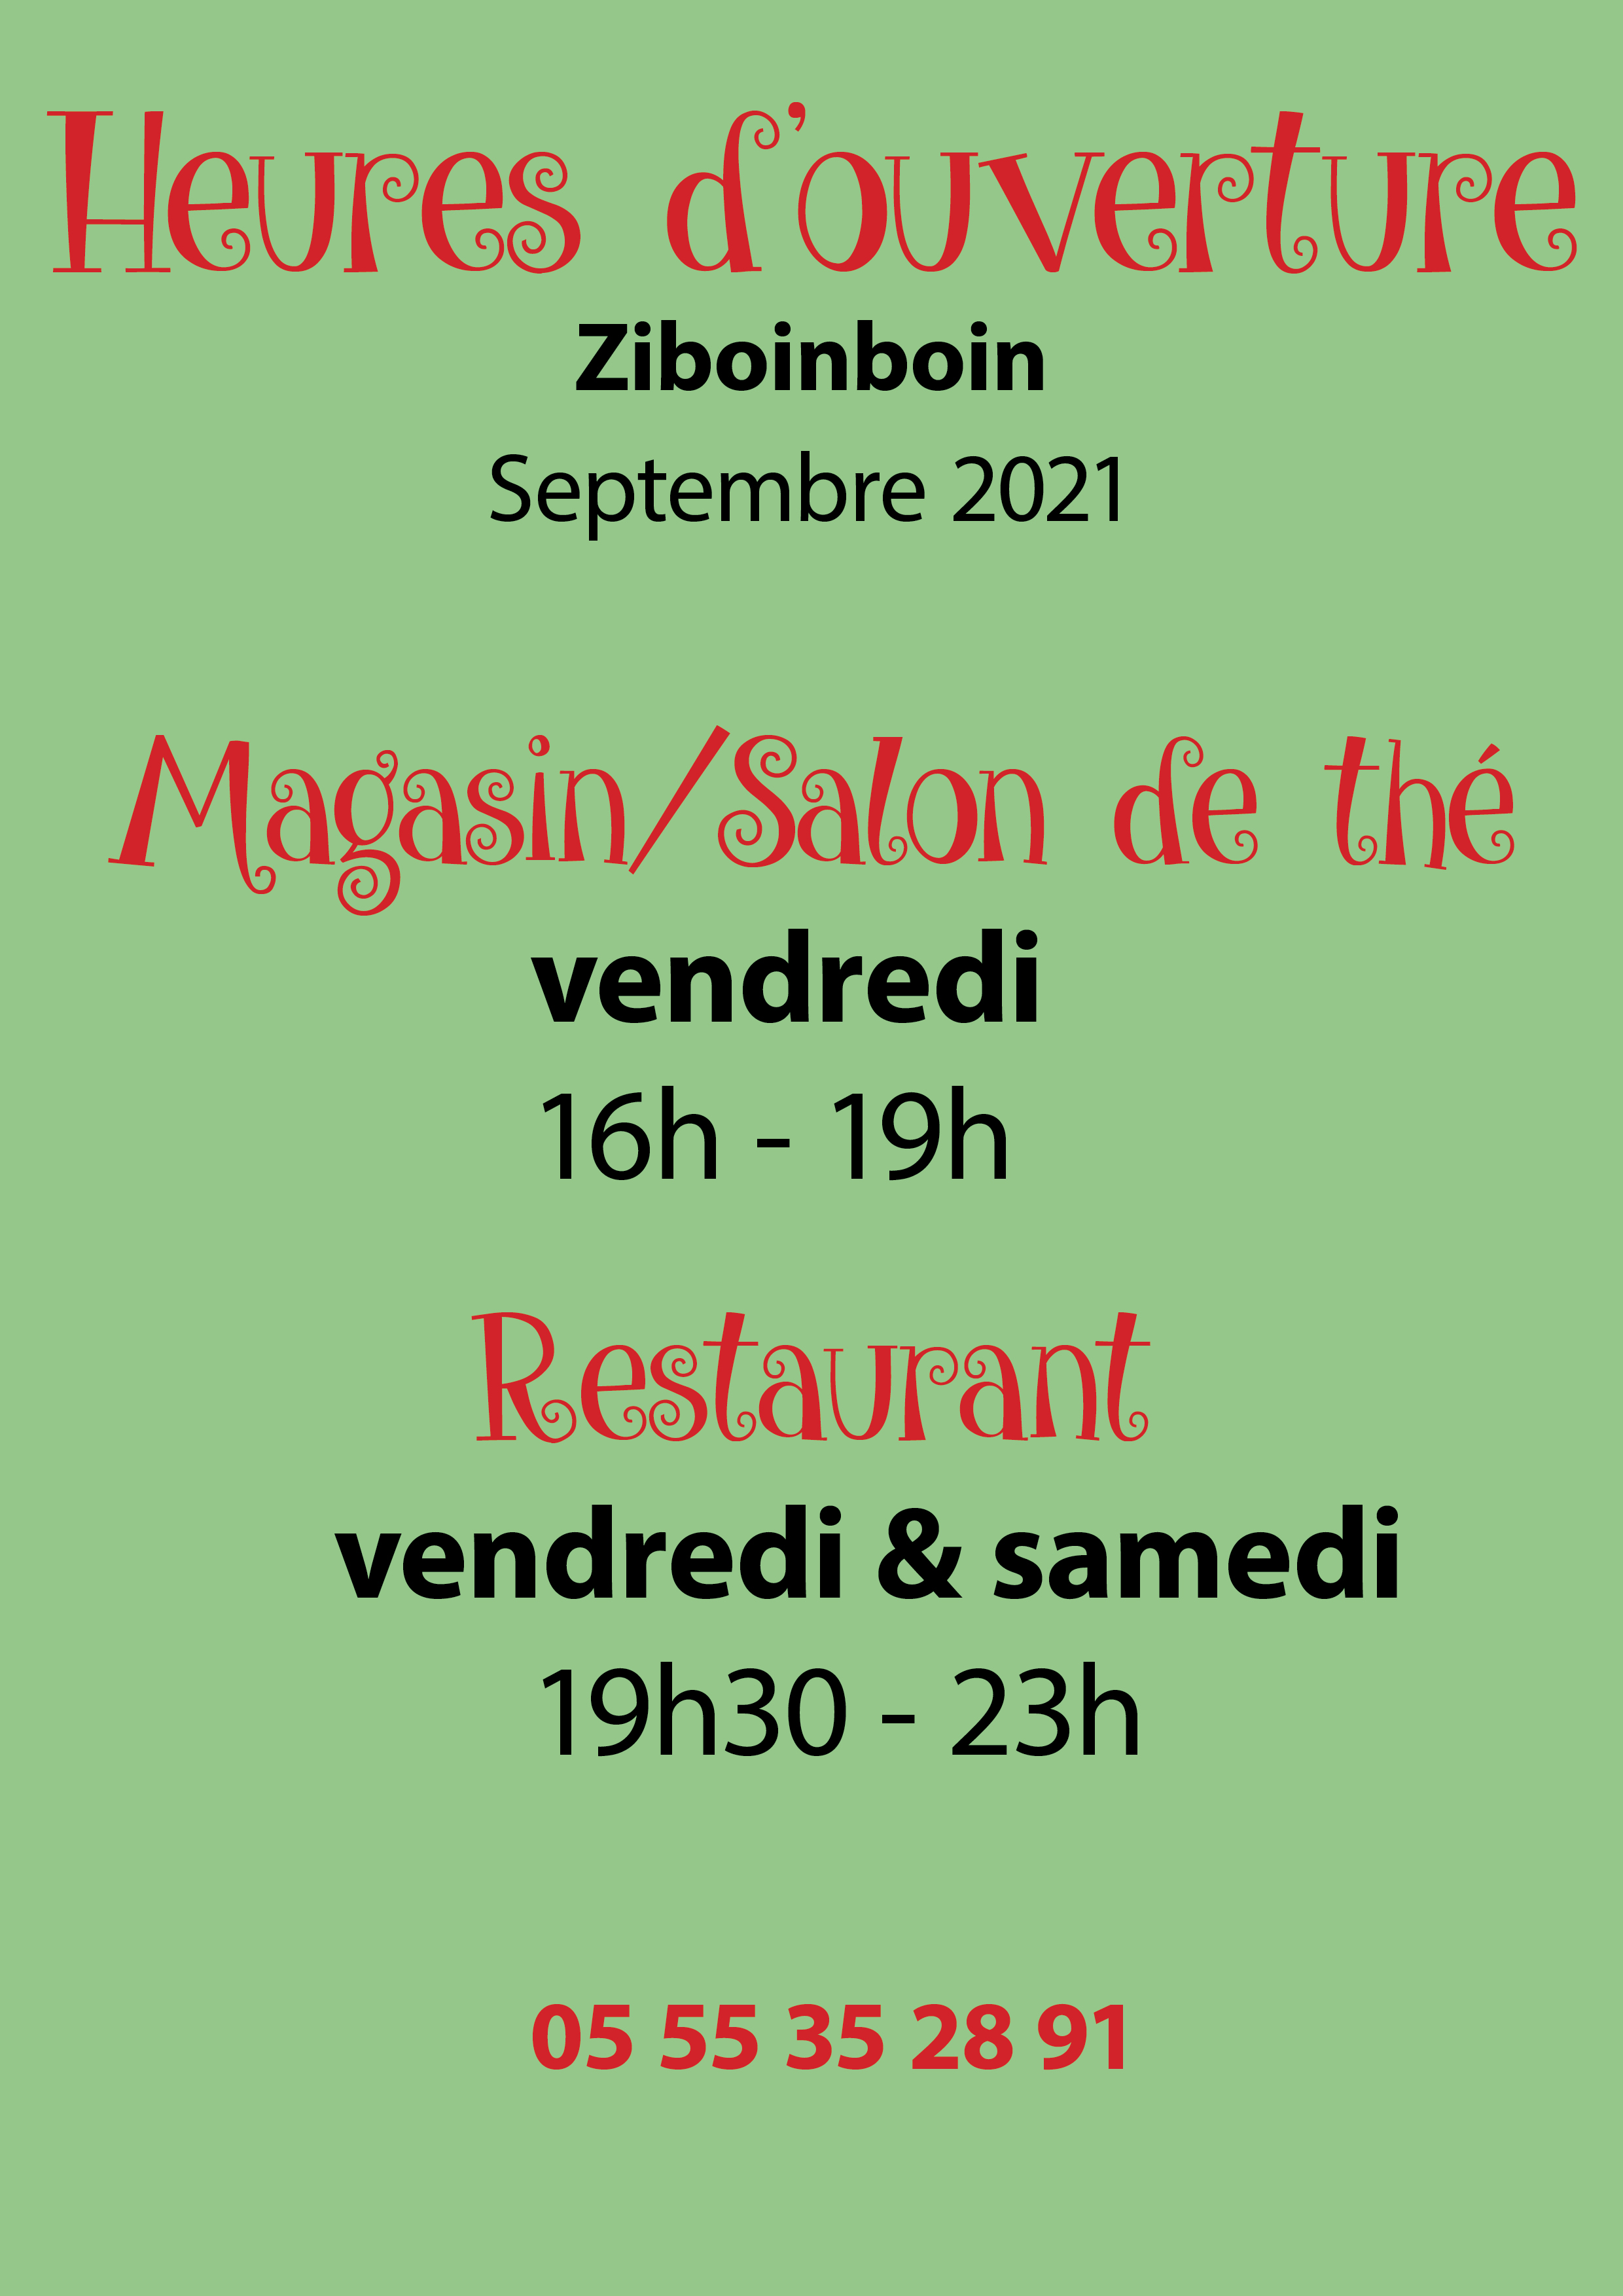 Heures d'ouverture
Ziboinboin
Septembre 2021
Magasin/Salon de thé
vendredi
16h - 19h
Restaurant
vendredi & samedi
19h30 - 23h
05 55 35 28 91